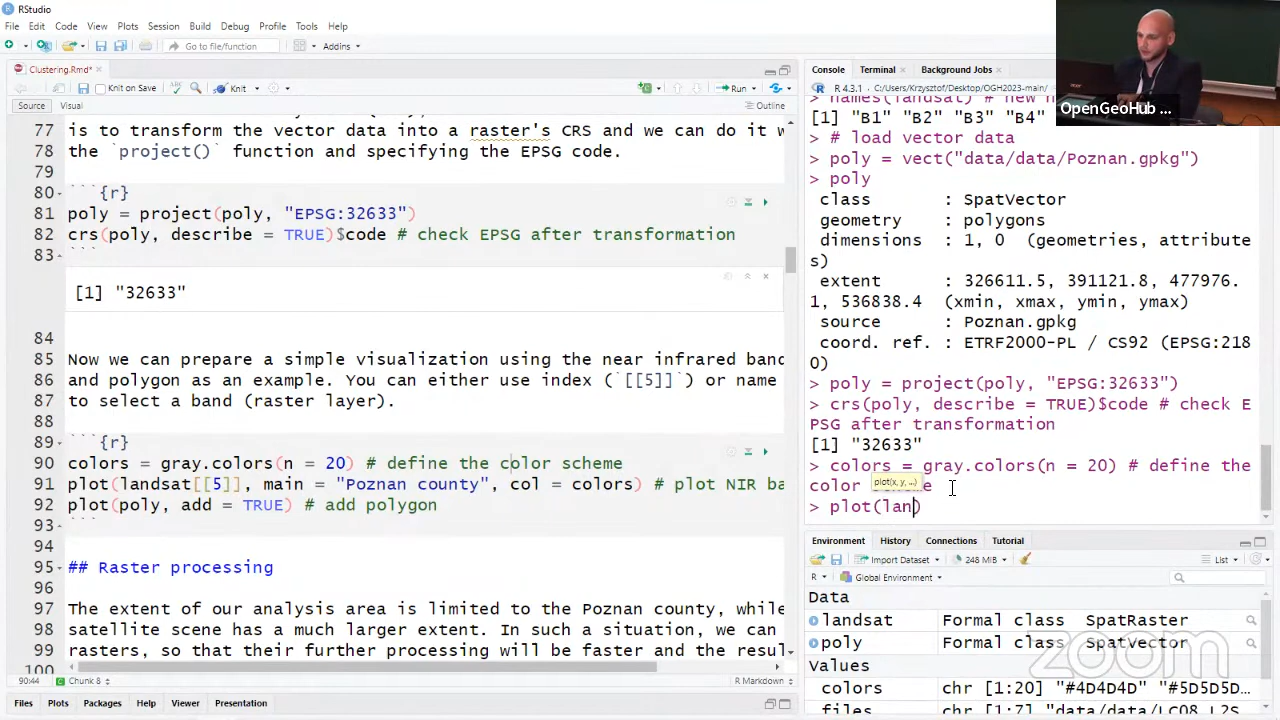 RStudio
File Edit Code View Plots Session Build Debug Profile Tools Help
Go to file/function Addins
Clustering.Rmd*
Knit on Save Knit Run
Source Visual Outline
77 is to transform the vector data into a raster's CRS and we can do it w
78 the `project()` function and specifying the EPSG code.
79
80 ```{r}
81 poly = project(poly, "EPSG:32633")
82 crs(poly, describe = TRUE)$code # check EPSG after transformation
83 ```
[1] "32633"
84
85 Now we can prepare a simple visualization using the near infrared band
86 and polygon as an example. You can either use index (`[[5]]`) or name
87 to select a band (raster layer).
88
89 ```{r}
90 colors = gray.colors(n = 20) # define the color scheme
91 plot(landsat[[5]], main = "Poznan county", col = colors) # plot NIR ba
92 plot(poly, add = TRUE) # add polygon
93 ```
94
95 ## Raster processing
96
97 The extent of our analysis area is limited to the Poznan county, while
98 satellite scene has a much larger extent. In such a situation, we can
99 rasters, so that their further processing will be faster and the resul
100
90:44 Chunk 8 R Markdown
Files Plots Packages Help Viewer Presentation
Console Terminal Background Jobs
R 4.3.1 · C:/Users/Krzysztof/Desktop/OGH2023-main/
> names(landsat) # new n
[1] "B1" "B2" "B3" "B4"
> # load vector data
> poly = vect("data/data/Poznan.gpkg")
> poly
class : SpatVector
geometry : polygons
dimensions : 1, 0 (geometries, attribute
s)
extent : 326611.5, 391121.8, 477976.
1, 536838.4 (xmin, xmax, ymin, ymax)
source : Poznan.gpkg
coord. ref. : ETRF2000-PL / CS92 (EPSG:218
0)
> poly = project(poly, "EPSG:32633")
> crs(poly, describe = TRUE)$code # check E
PSG after transformation
[1] "32633"
> colors = gray.colors(n = 20) # define the
color
plot(x, y, ...)
> plot(lan)
Environment History Connections Tutorial
Import Dataset 248 MiB List
R Global Environment
Data
landsat Formal class SpatRaster
poly Formal class SpatVector
Values
colors chr [1:20] "#4D4D4D" "#5D5D5D…
files chr [1:7] "data/data/LC08_L2S…
OpenGeoHub ...
zoom